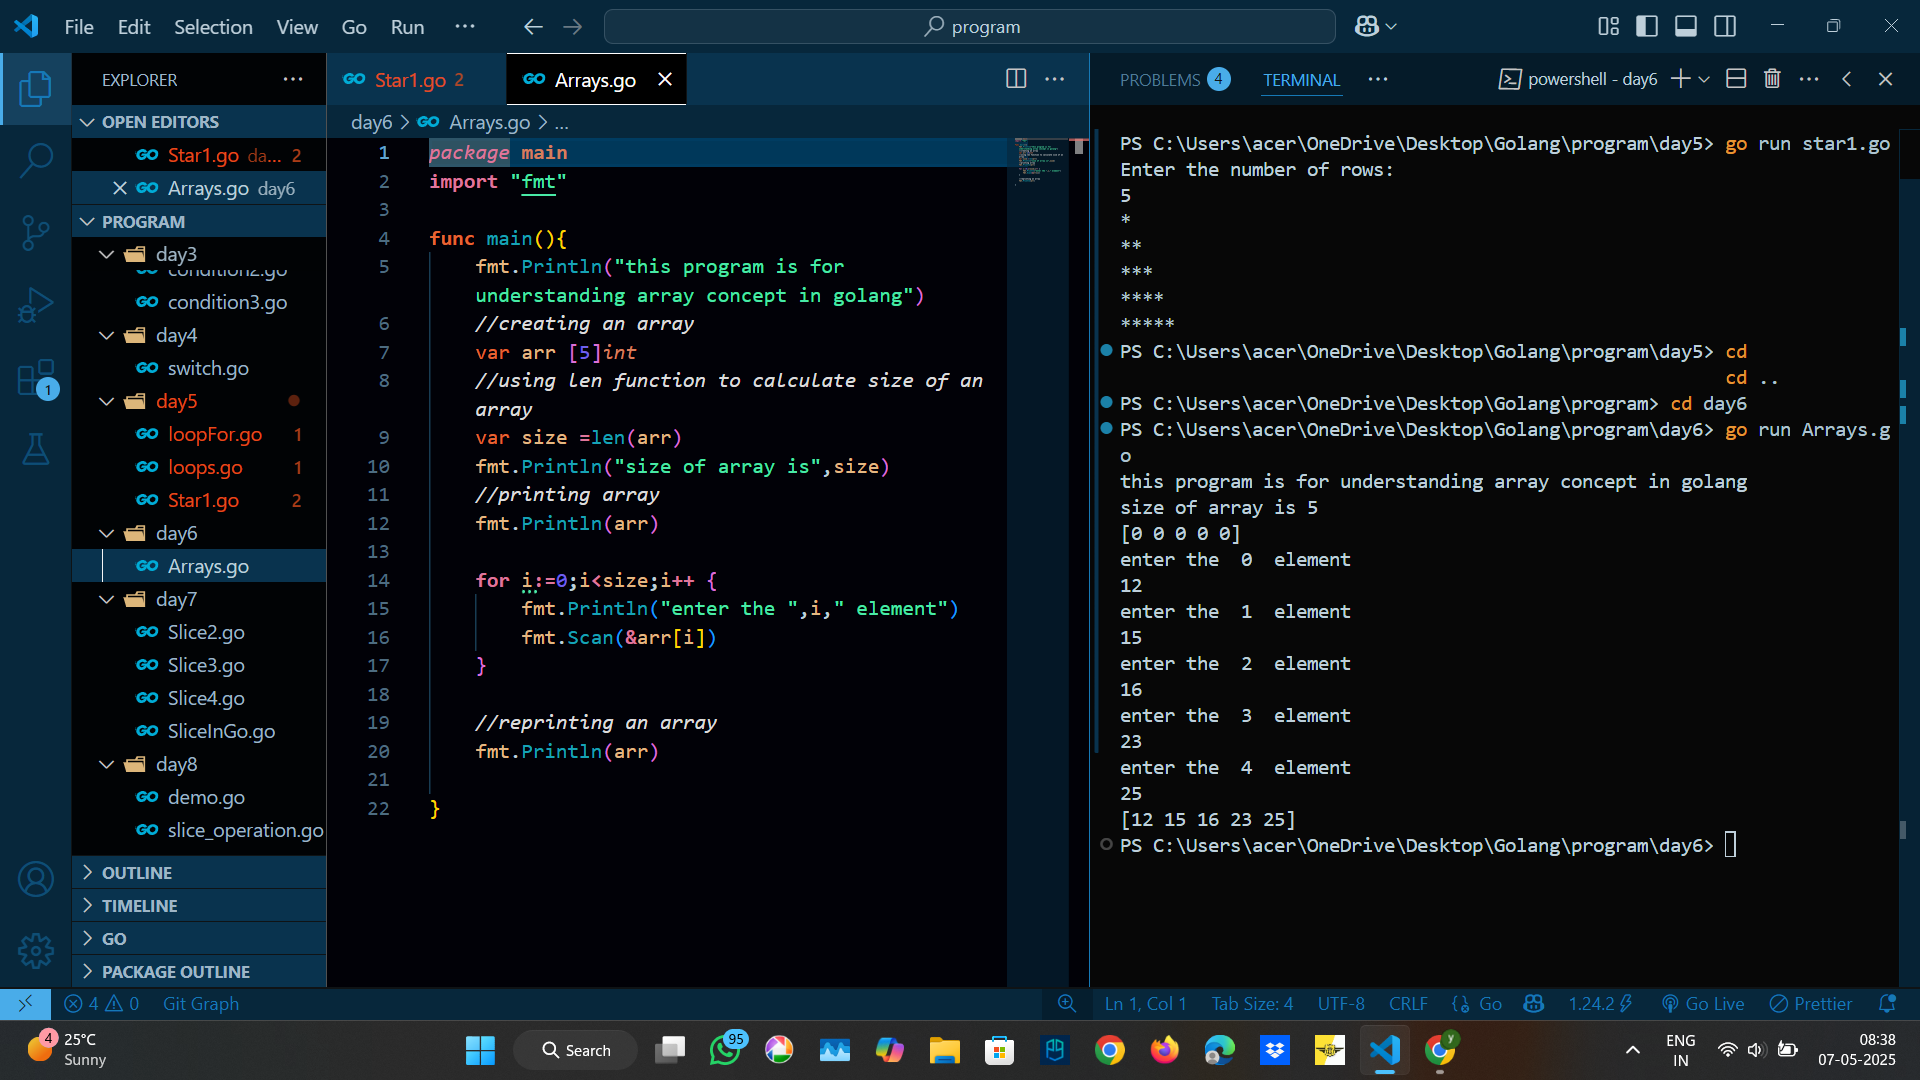 File Edit Selection View Go Run ··· program
EXPLORER ···
OPEN EDITORS
Star1.go da... 2
Arrays.go day6
PROGRAM
day3
condition2.go
condition3.go
day4
switch.go
day5
loopFor.go 1
loops.go 1
Star1.go 2
day6
Arrays.go
day7
Slice2.go
Slice3.go
Slice4.go
SliceInGo.go
day8
demo.go
slice_operation.go
OUTLINE
TIMELINE
GO
PACKAGE OUTLINE
1
Star1.go 2 Arrays.go
day6 > Arrays.go > ...
1 package main
2 import "fmt"
3
4 func main(){
5 fmt.Println("this program is for
understanding array concept in golang")
6 //creating an array
7 var arr [5]int
8 //using len function to calculate size of an
array
9 var size =len(arr)
10 fmt.Println("size of array is",size)
11 //printing array
12 fmt.Println(arr)
13
14 for i:=0;i<size;i++ {
15 fmt.Println("enter the ",i," element")
16 fmt.Scan(&arr[i])
17 }
18
19 //reprinting an array
20 fmt.Println(arr)
21
22 }
PROBLEMS 4 TERMINAL ··· powershell - day6
PS C:\Users\acer\OneDrive\Desktop\Golang\program\day5> go run star1.go
Enter the number of rows:
5
*
**
***
****
*****
PS C:\Users\acer\OneDrive\Desktop\Golang\program\day5> cd
cd ..
PS C:\Users\acer\OneDrive\Desktop\Golang\program> cd day6
PS C:\Users\acer\OneDrive\Desktop\Golang\program\day6> go run Arrays.g
o
this program is for understanding array concept in golang
size of array is 5
[0 0 0 0 0]
enter the  0  element
12
enter the  1  element
15
enter the  2  element
16
enter the  3  element
23
enter the  4  element
25
[12 15 16 23 25]
PS C:\Users\acer\OneDrive\Desktop\Golang\program\day6>
4 0 Git Graph Ln 1, Col 1 Tab Size: 4 UTF-8 CRLF {} Go 1.24.2 Go Live Prettier
4 25°C
Sunny
Search
95
y
ENG
IN
08:38
07-05-2025